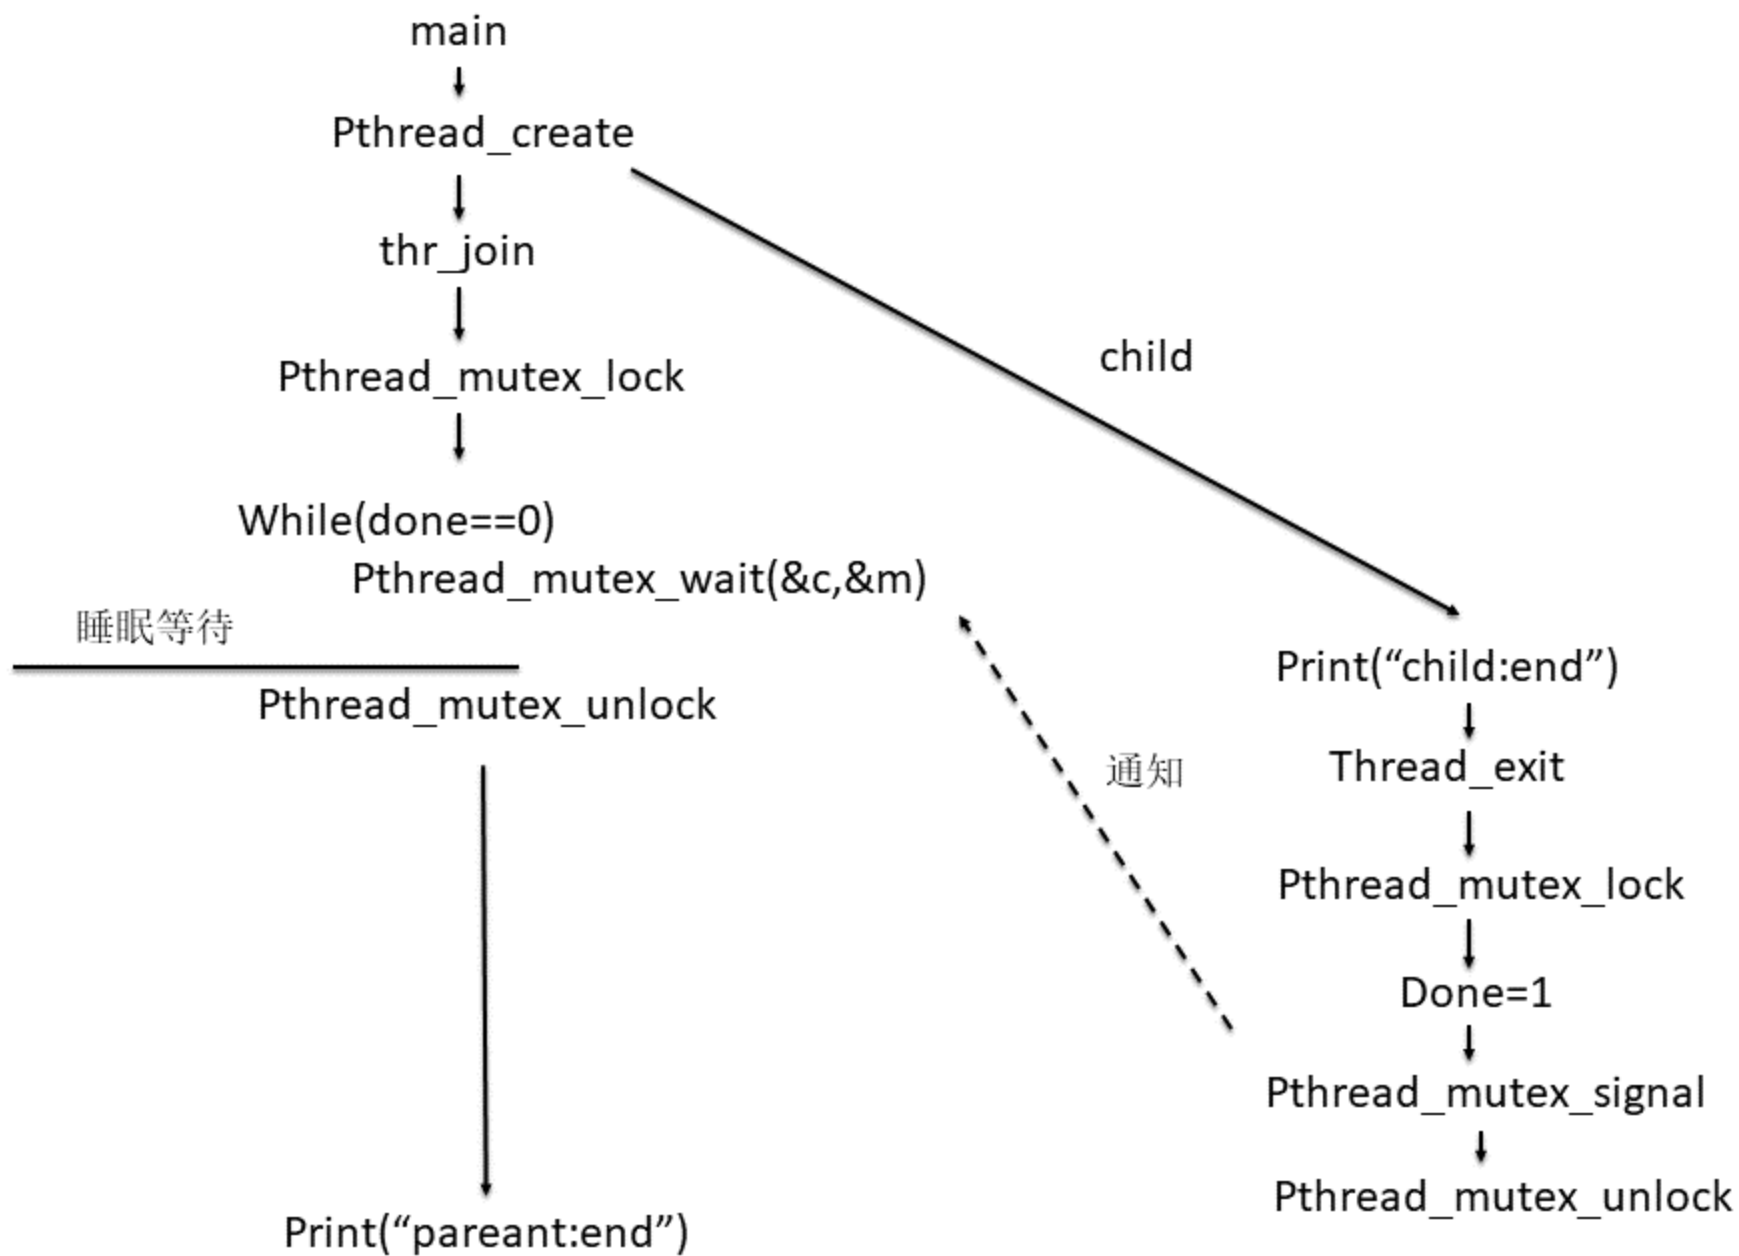 main
Pthread_create
thr_join
Pthread_mutex_lock
While(done==0)
Pthread_mutex_wait(&c,&m)
睡眠等待
Pthread_mutex_unlock
Print(“pareant:end”)
child
通知
Print(“child:end”)
Thread_exit
Pthread_mutex_lock
Done=1
Pthread_mutex_signal
Pthread_mutex_unlock